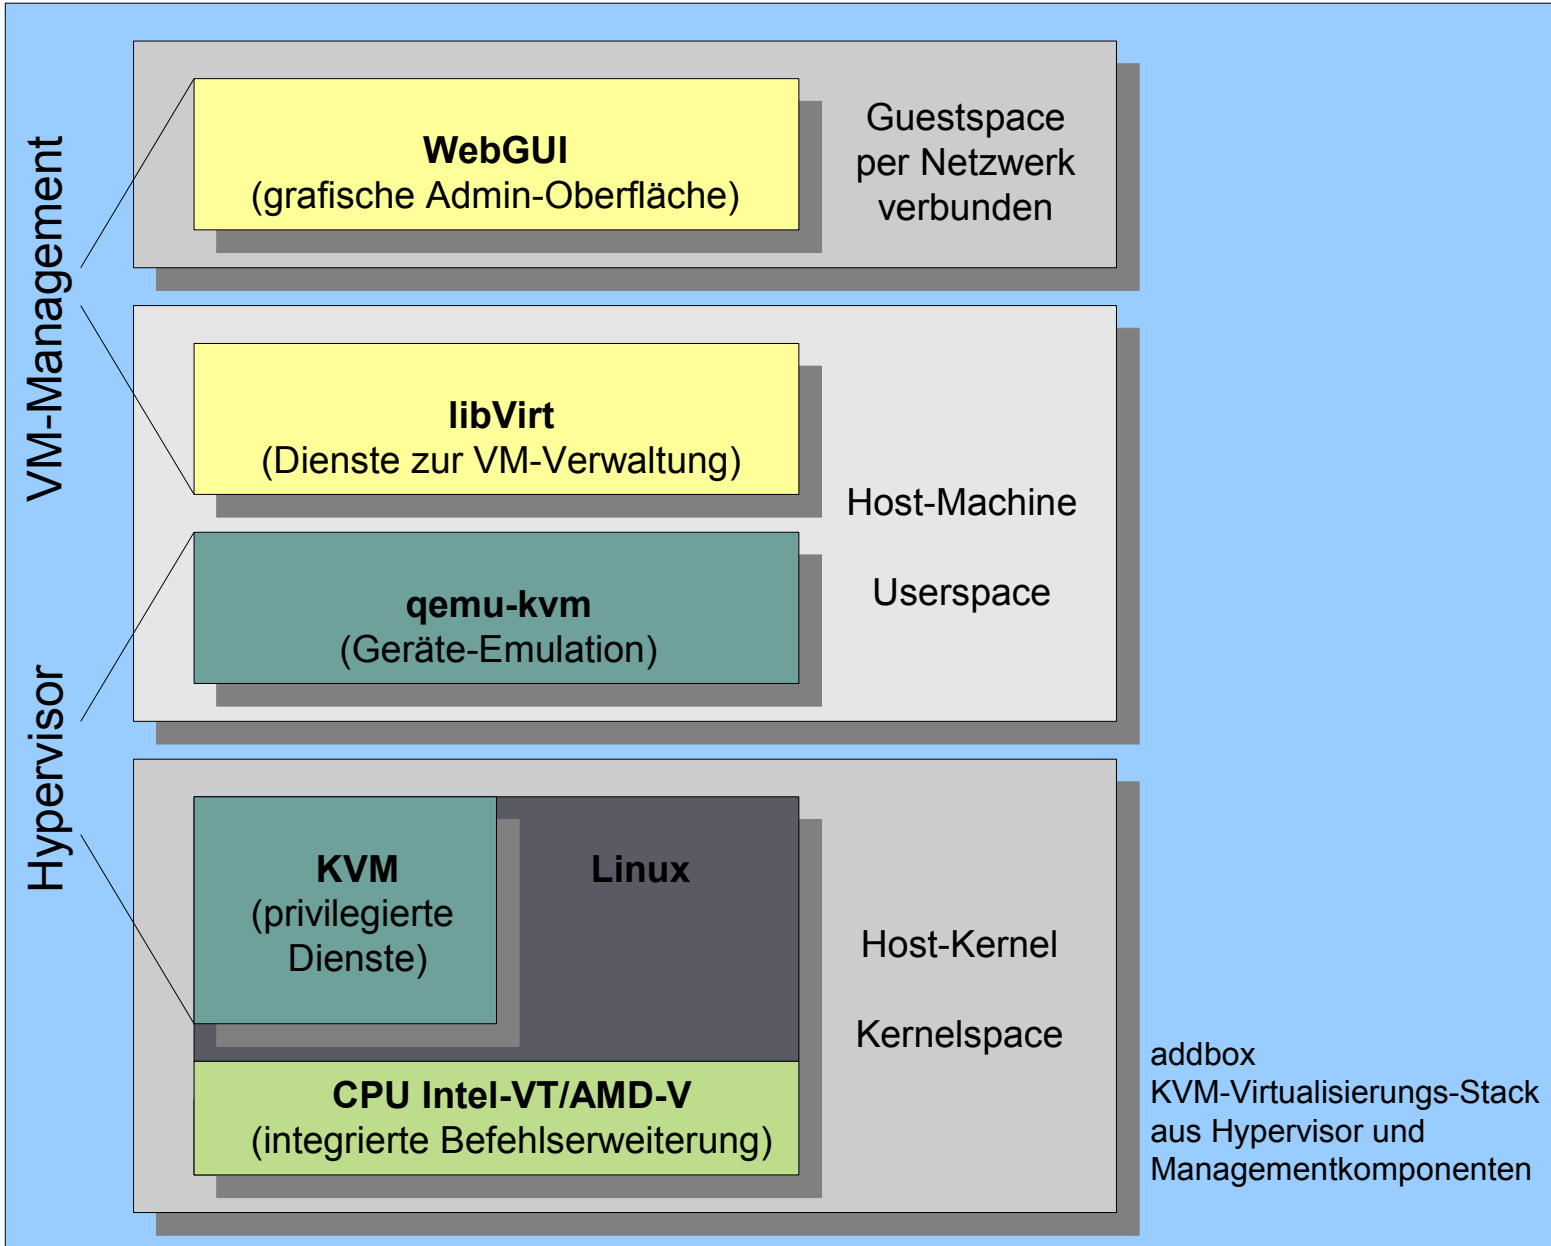 VM-Management
WebGUI
(grafische Admin-Oberfläche)
Guestspace
per Netzwerk
verbunden
libVirt
(Dienste zur VM-Verwaltung)
Host-Machine
Userspace
Hypervisor
qemu-kvm
(Geräte-Emulation)
KVM
(privilegierte
Dienste)
Linux
Host-Kernel
Kernelspace
CPU Intel-VT/AMD-V
(integrierte Befehlserweiterung)
addbox
KVM-Virtualisierungs-Stack
aus Hypervisor und
Managementkomponenten